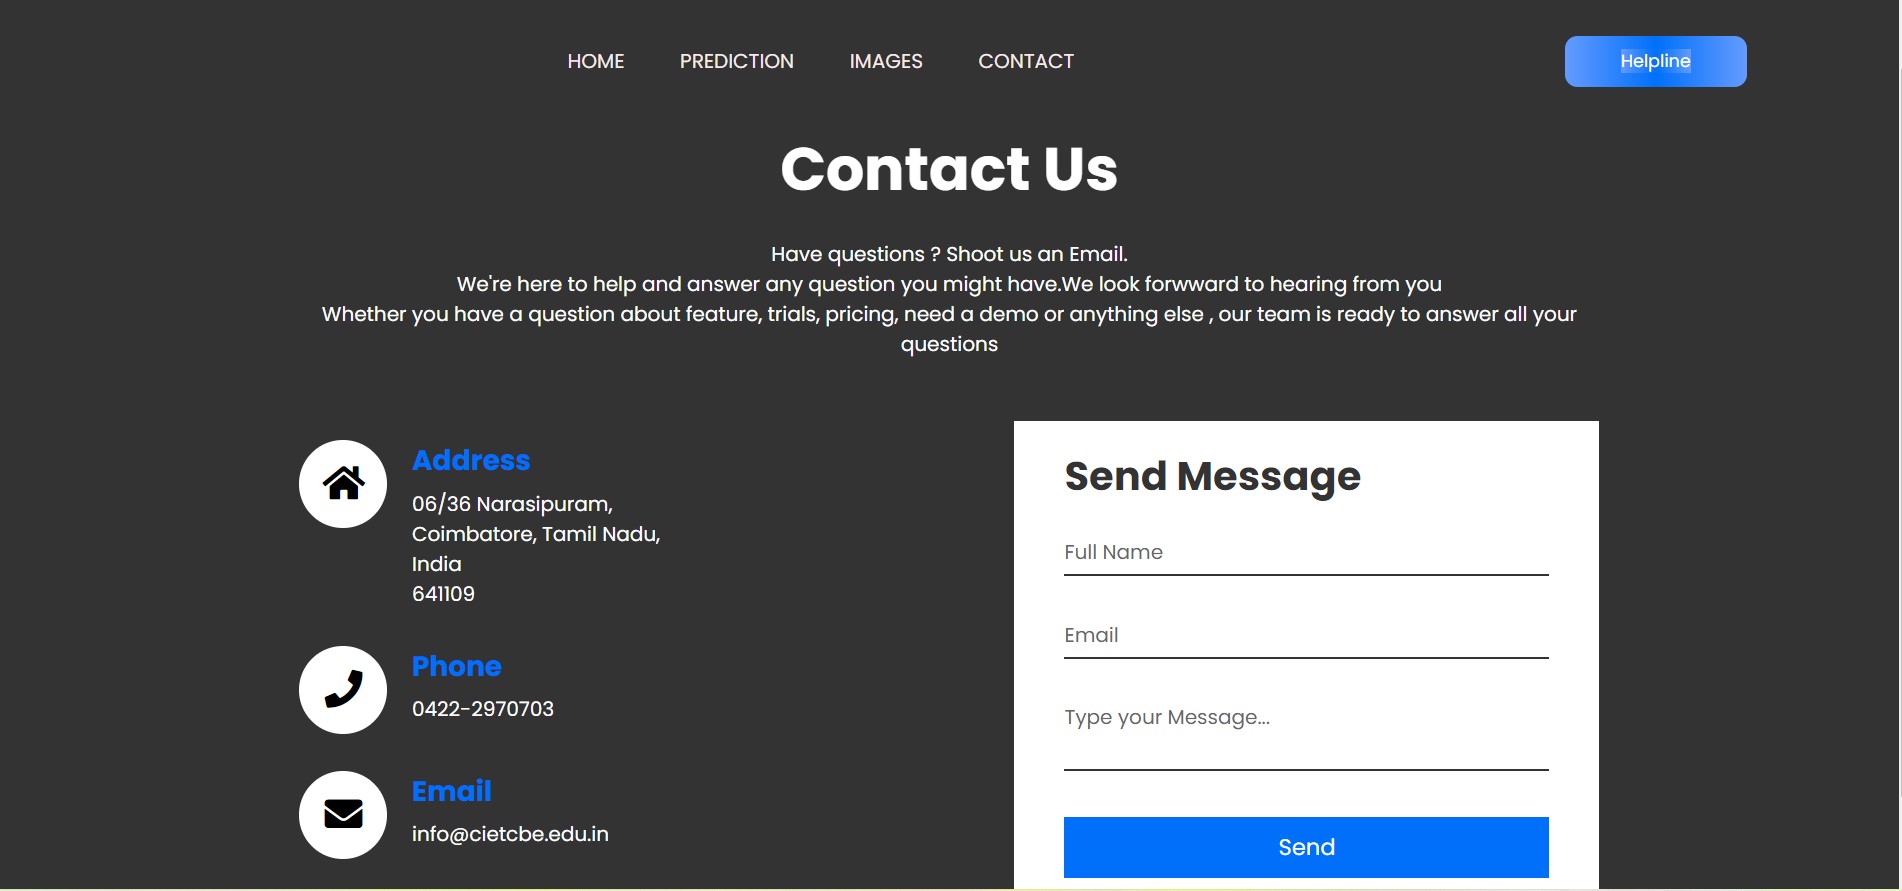 HOME PREDICTION IMAGES CONTACT Helpline
Contact Us
Have questions ? Shoot us an Email.
We're here to help and answer any question you might have.We look forwward to hearing from you
Whether you have a question about feature, trials, pricing, need a demo or anything else , our team is ready to answer all your
questions
Address
06/36 Narasipuram,
Coimbatore, Tamil Nadu,
India
641109
Phone
0422-2970703
Email
info@cietcbe.edu.in
Send Message
Full Name
Email
Type your Message...
Send